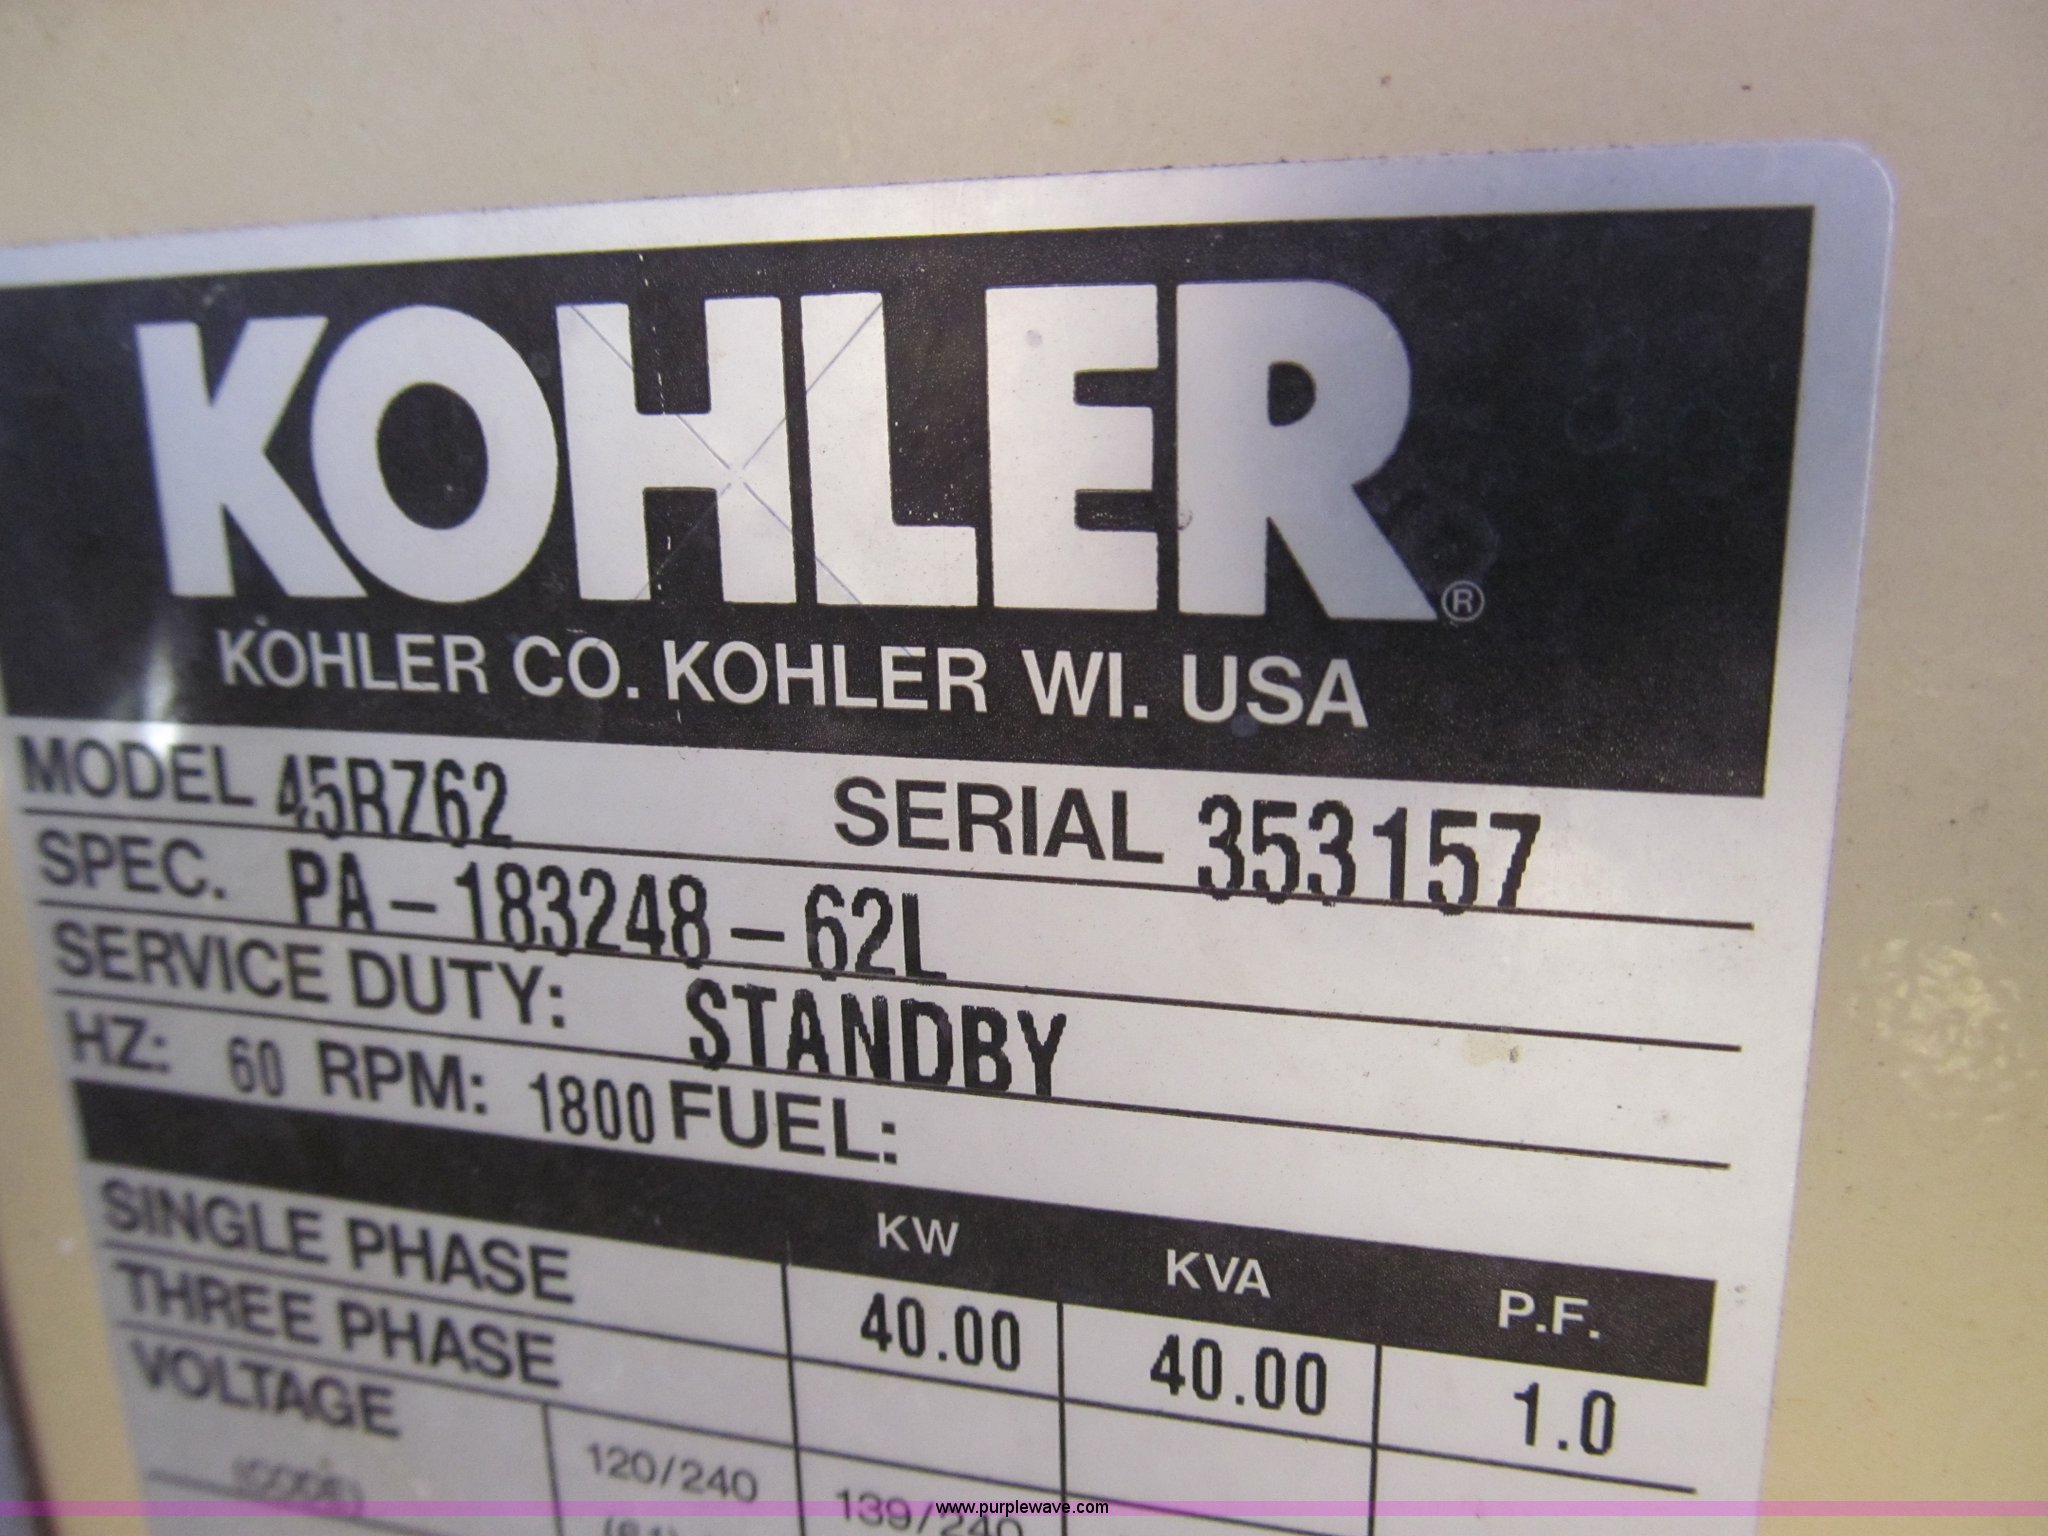 KOHLER®
KOHLER CO. KOHLER WI. USA
MODEL 45RZ62 SERIAL 353157
SPEC. PA-183248-62L
SERVICE DUTY: STANDBY
HZ: 60 RPM: 1800 FUEL:
KW KVA P.F.
SINGLE PHASE 40.00 40.00 1.0
THREE PHASE
VOLTAGE 120/240 139/240
(CODE)
www.purplewave.com